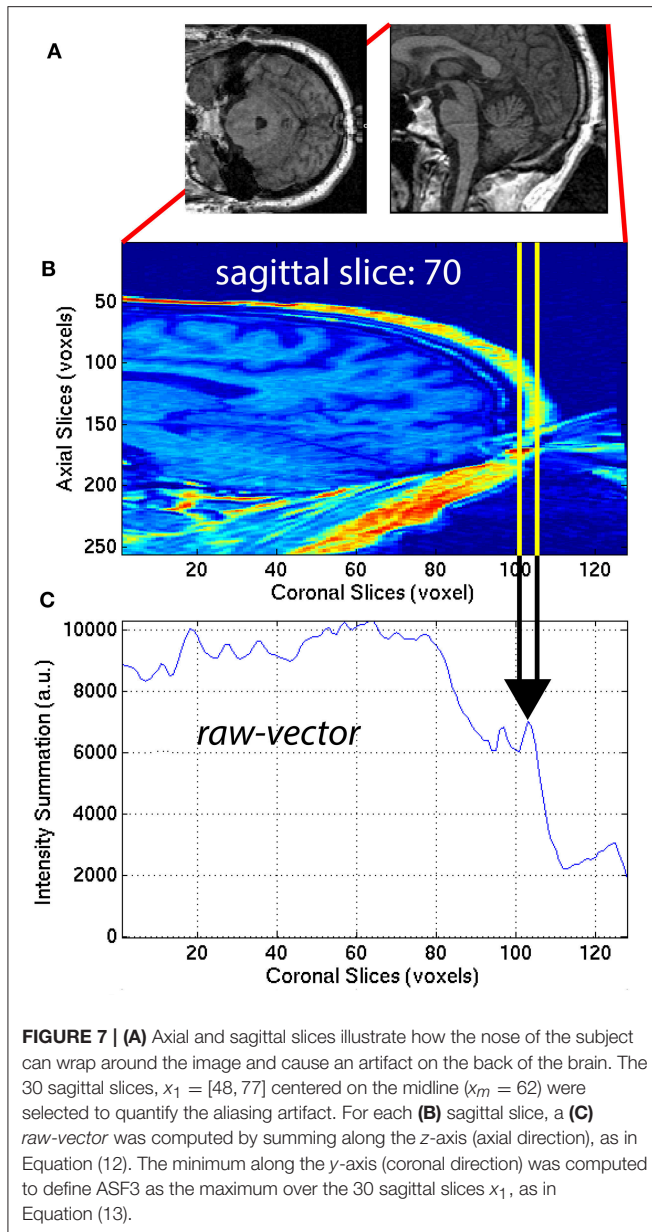 A
B
sagittal slice: 70
50
100
150
200
250
Axial Slices (voxels)
20 40 60 80 100 120
Coronal Slices (voxel)
C
10000
8000
6000
4000
2000
0
Intensity Summation (a.u.)
raw-vector
20 40 60 80 100 120
Coronal Slices (voxels)
FIGURE 7 | (A) Axial and sagittal slices illustrate how the nose of the subject
can wrap around the image and cause an artifact on the back of the brain. The
30 sagittal slices, x₁ = [48, 77] centered on the midline (xₘ = 62) were
selected to quantify the aliasing artifact. For each (B) sagittal slice, a (C)
raw-vector was computed by summing along the z-axis (axial direction), as in
Equation (12). The minimum along the y-axis (coronal direction) was computed
to define ASF3 as the maximum over the 30 sagittal slices x₁, as in
Equation (13).